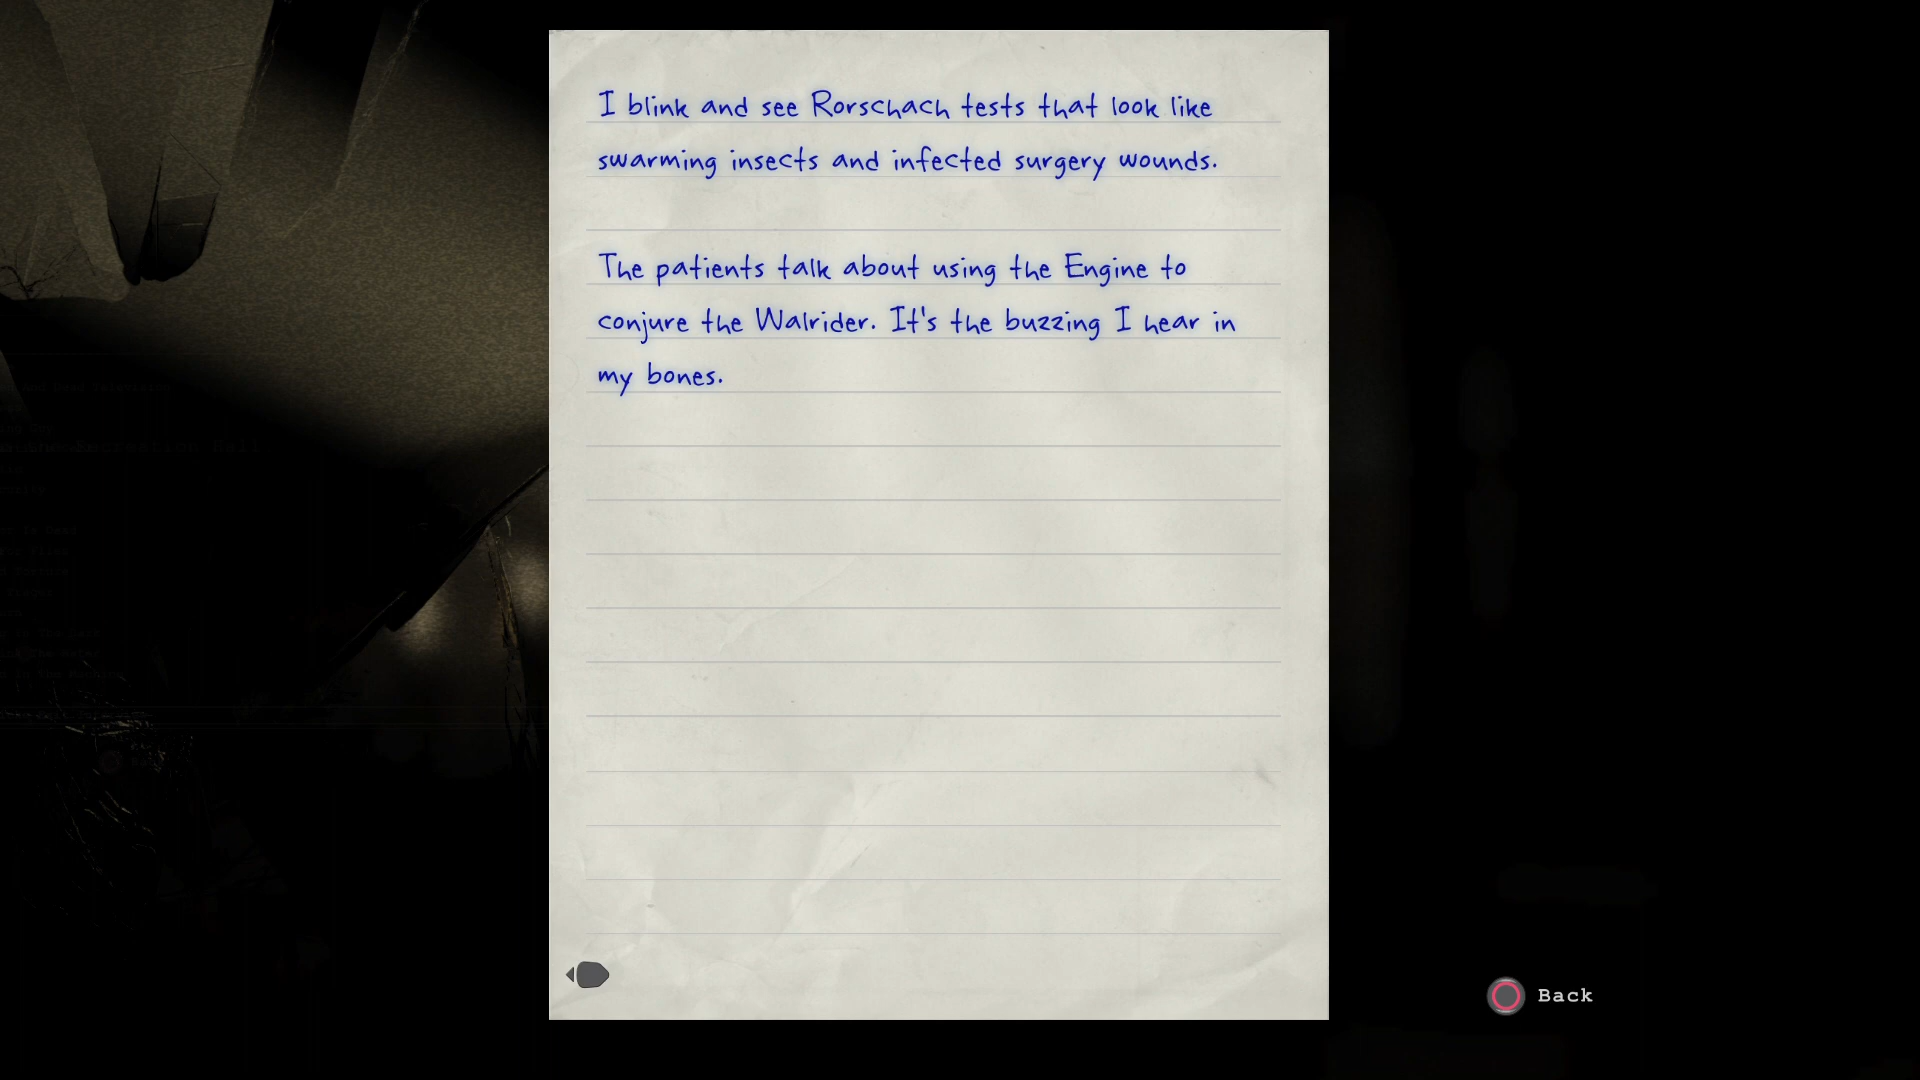 I blink and see Rorschach tests that look like
swarming insects and infected surgery wounds.
The patients talk about using the Engine to
conjure the Walrider. It's the buzzing I hear in
my bones.
Back